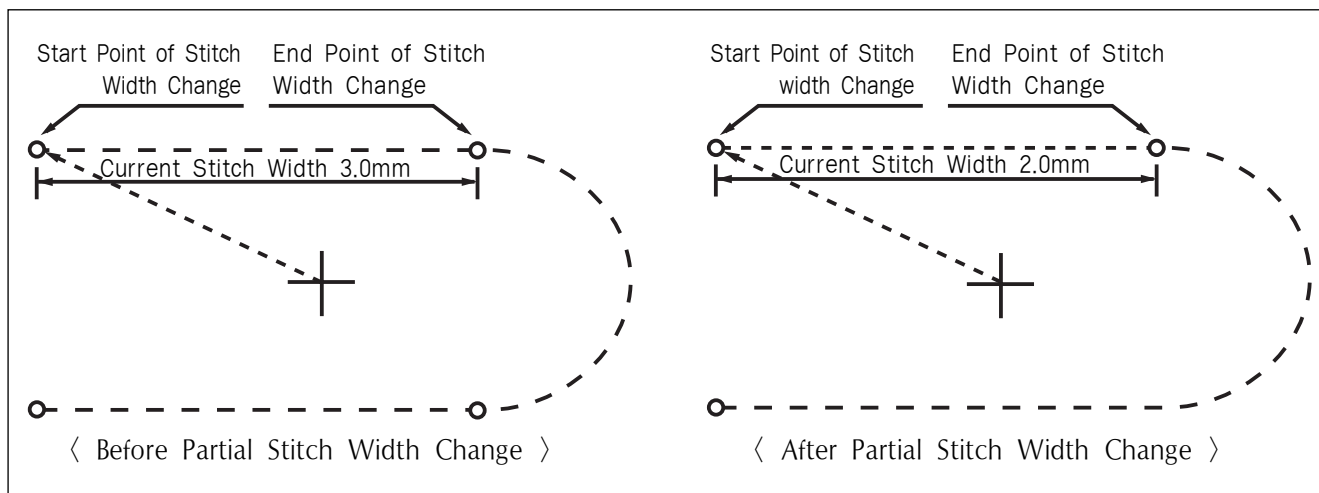 Start Point of Stitch
Width Change
End Point of Stitch
Width Change
Current Stitch Width 3.0mm
〈 Before Partial Stitch Width Change 〉
Start Point of Stitch
width Change
End Point of Stitch
Width Change
Current Stitch Width 2.0mm
〈 After Partial Stitch Width Change 〉